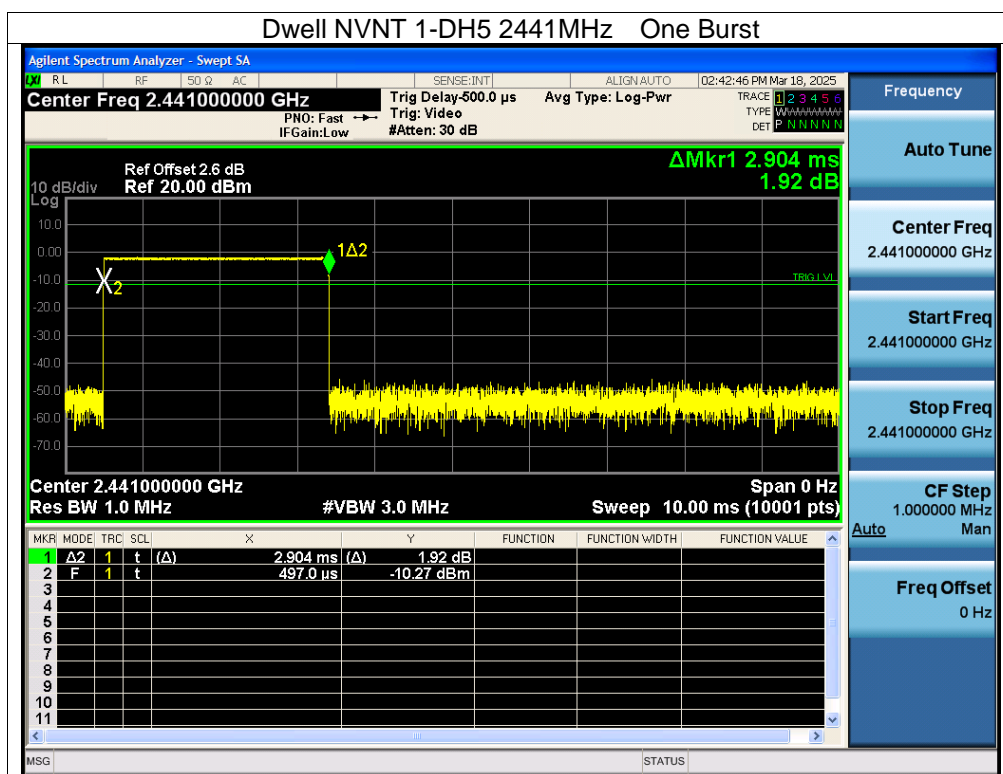 Dwell NVNT 1-DH5 2441MHz One Burst
Agilent Spectrum Analyzer - Swept SA
LXI RL RF 50 Ω AC SENSE:INT ALIGN AUTO 02:42:46 PM Mar 18, 2025
Center Freq 2.441000000 GHz Trig Delay-500.0 µs Avg Type: Log-Pwr TRACE 1 2 3 4 5 6
PNO: Fast Trig: Video TYPE WWWWWW
IFGain:Low #Atten: 30 dB DET P N N N N N
Frequency
Auto Tune
Center Freq
2.441000000 GHz
Start Freq
2.441000000 GHz
Stop Freq
2.441000000 GHz
CF Step
1.000000 MHz
Auto Man
Freq Offset
0 Hz
ΔMkr1 2.904 ms
1.92 dB
Ref Offset 2.6 dB
10 dB/div Ref 20.00 dBm
Log
10.0
0.00
-10.0
-20.0
-30.0
-40.0
-50.0
-60.0
-70.0
1Δ2
X2
TRIG LVL
Center 2.441000000 GHz Span 0 Hz
Res BW 1.0 MHz #VBW 3.0 MHz Sweep 10.00 ms (10001 pts)
MKR MODE TRC SCL X Y FUNCTION FUNCTION WIDTH FUNCTION VALUE
1 Δ2 1 t (Δ) 2.904 ms (Δ) 1.92 dB
2 F 1 t 497.0 µs -10.27 dBm
3
4
5
6
7
8
9
10
11
MSG STATUS